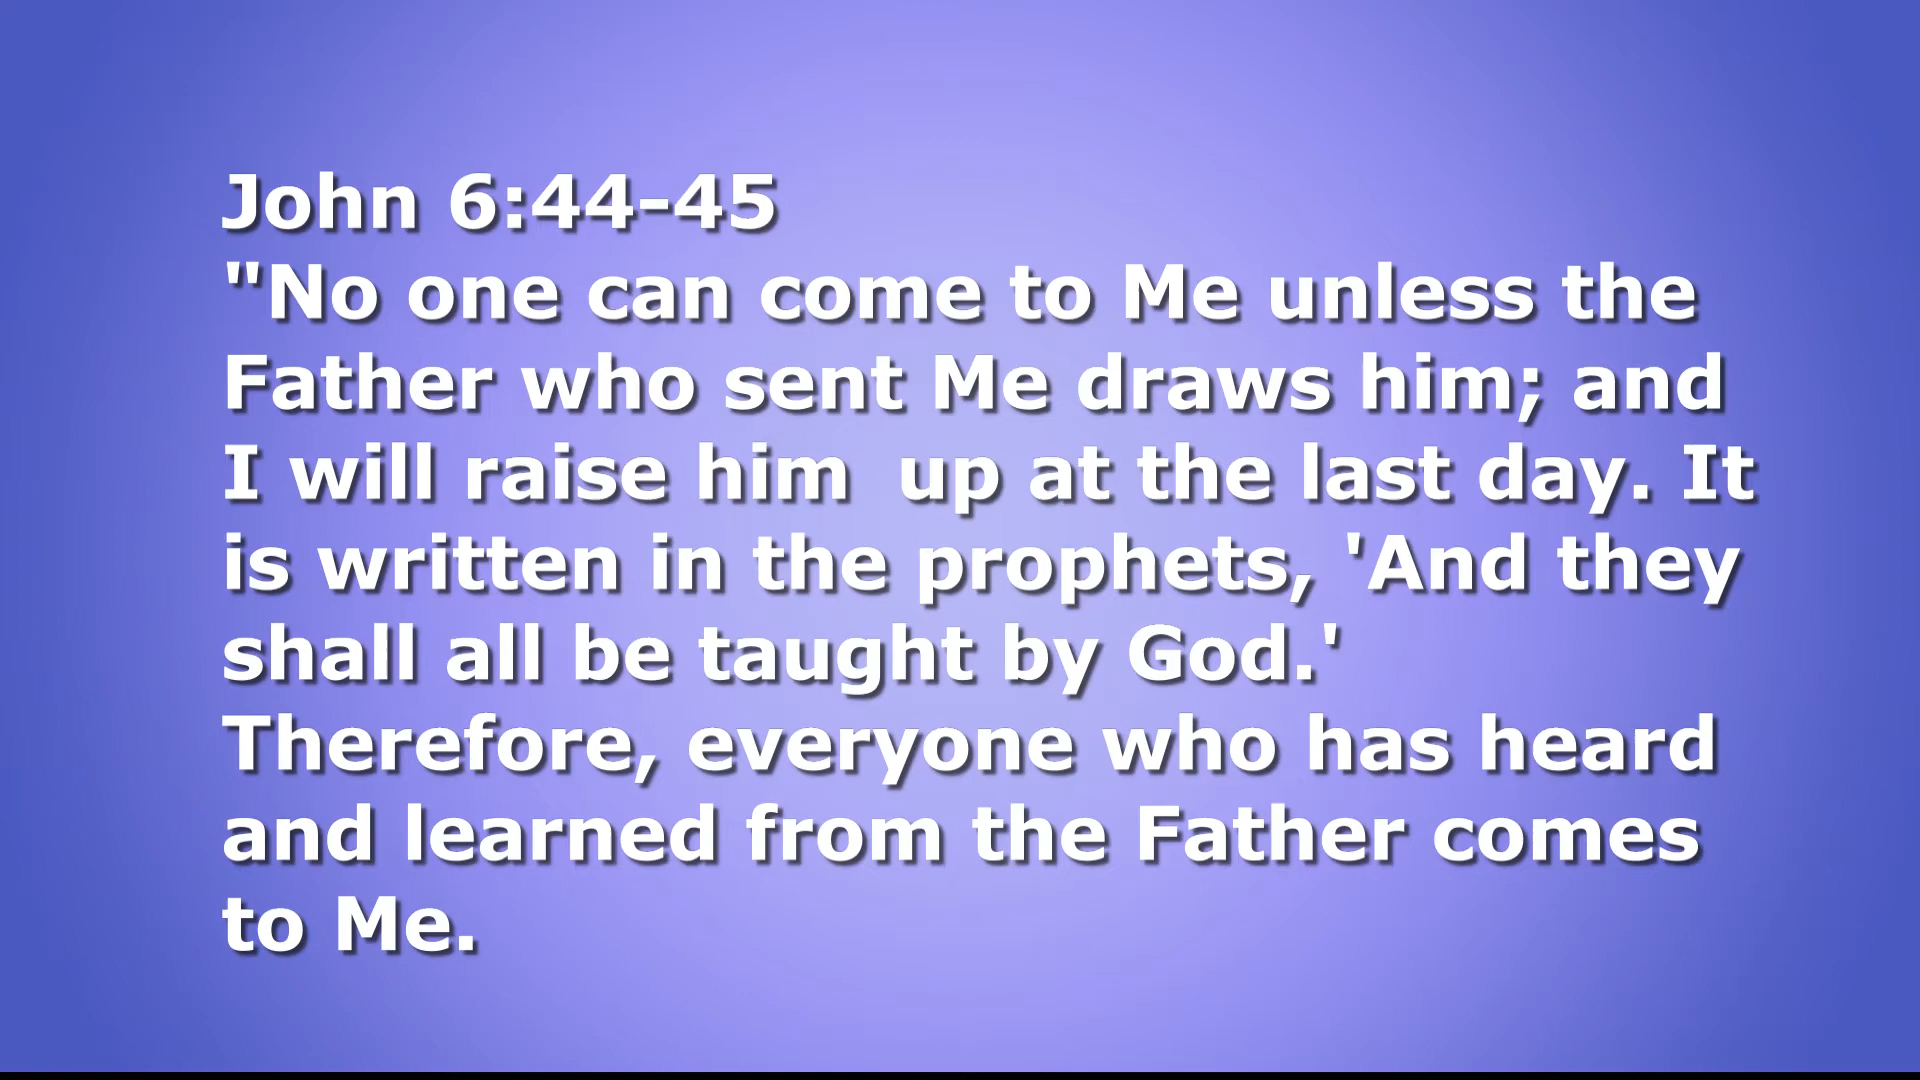 John 6:44-45
"No one can come to Me unless the
Father who sent Me draws him; and
I will raise him  up at the last day. It
is written in the prophets, 'And they
shall all be taught by God.'
Therefore, everyone who has heard
and learned from the Father comes
to Me.